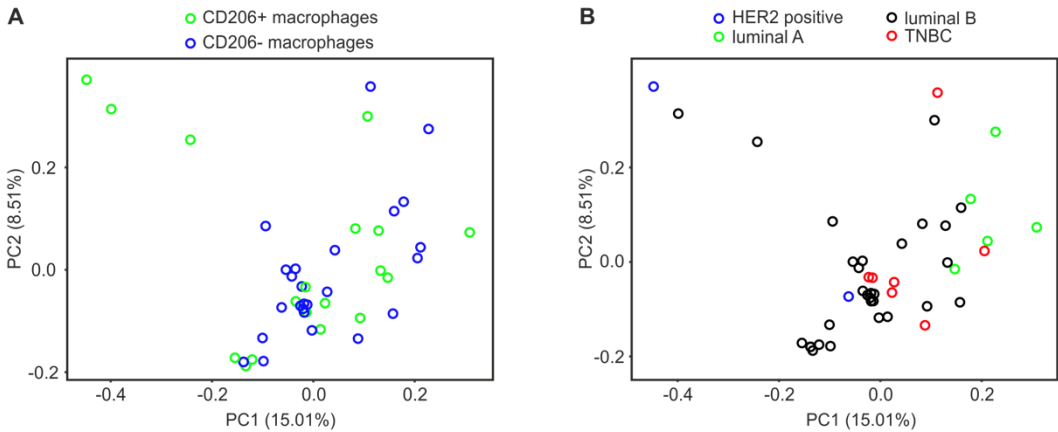 A
CD206+ macrophages
CD206- macrophages
PC2 (8.51%)
0.2
0.0
-0.2
-0.4
-0.2
0.0
0.2
PC1 (15.01%)
B
HER2 positive
luminal B
luminal A
TNBC
PC2 (8.51%)
0.2
0.0
-0.2
-0.4
-0.2
0.0
0.2
PC1 (15.01%)